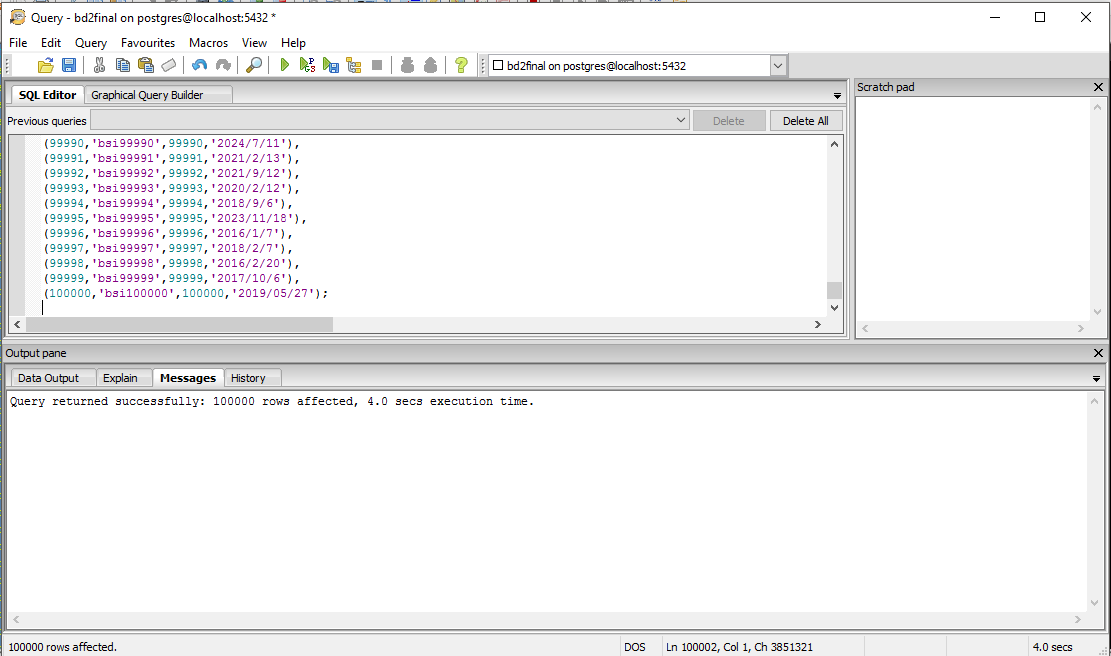 Query - bd2final on postgres@localhost:5432 *
File Edit Query Favourites Macros View Help
bd2final on postgres@localhost:5432
SQL Editor Graphical Query Builder
Scratch pad
Previous queries Delete Delete All
(99990,'bsi99990',99990,'2024/7/11'),
(99991,'bsi99991',99991,'2021/2/13'),
(99992,'bsi99992',99992,'2021/9/12'),
(99993,'bsi99993',99993,'2020/2/12'),
(99994,'bsi99994',99994,'2018/9/6'),
(99995,'bsi99995',99995,'2023/11/18'),
(99996,'bsi99996',99996,'2016/1/7'),
(99997,'bsi99997',99997,'2018/2/7'),
(99998,'bsi99998',99998,'2016/2/20'),
(99999,'bsi99999',99999,'2017/10/6'),
(100000,'bsi100000',100000,'2019/05/27');
Output pane
Data Output Explain Messages History
Query returned successfully: 100000 rows affected, 4.0 secs execution time.
100000 rows affected. DOS Ln 100002, Col 1, Ch 3851321 4.0 secs